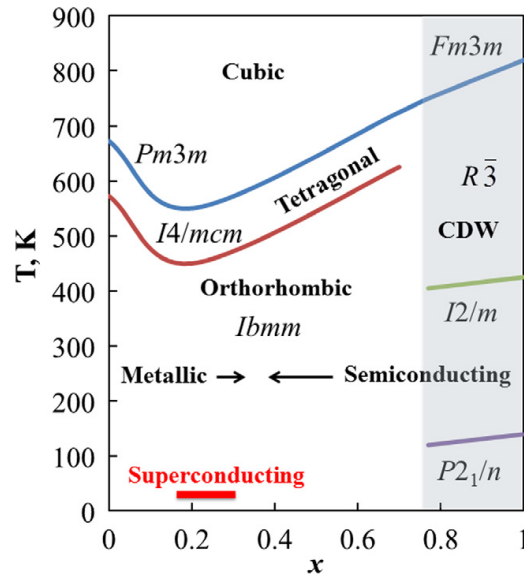 900
800
700
600
500
400
300
200
100
0
T, K
Cubic
Fm3m
Pm3m
Tetragonal
R3̅
I4/mcm
CDW
Orthorhombic
Ibmm
I2/m
Metallic
Semiconducting
Superconducting
P2₁/n
0 0.2 0.4 0.6 0.8 1
x